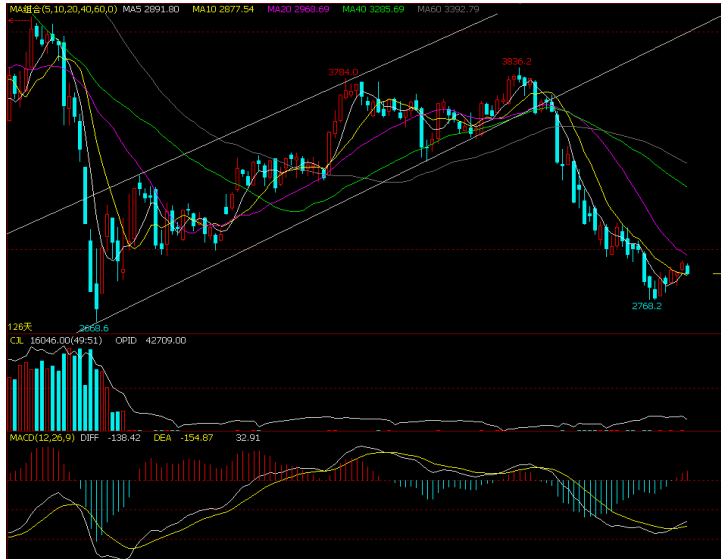 MA组合(5,10,20,40,60,0) MA5 2891.80 MA10 2877.54 MA20 2968.69 MA40 3285.69 MA60 3392.79
3836.2
3784.0
2768.2
2668.6
126天
CJL 16046.00(49:51) OPID 42709.00
MACD(12,26,9) DIFF -138.42 DEA -154.87 32.91